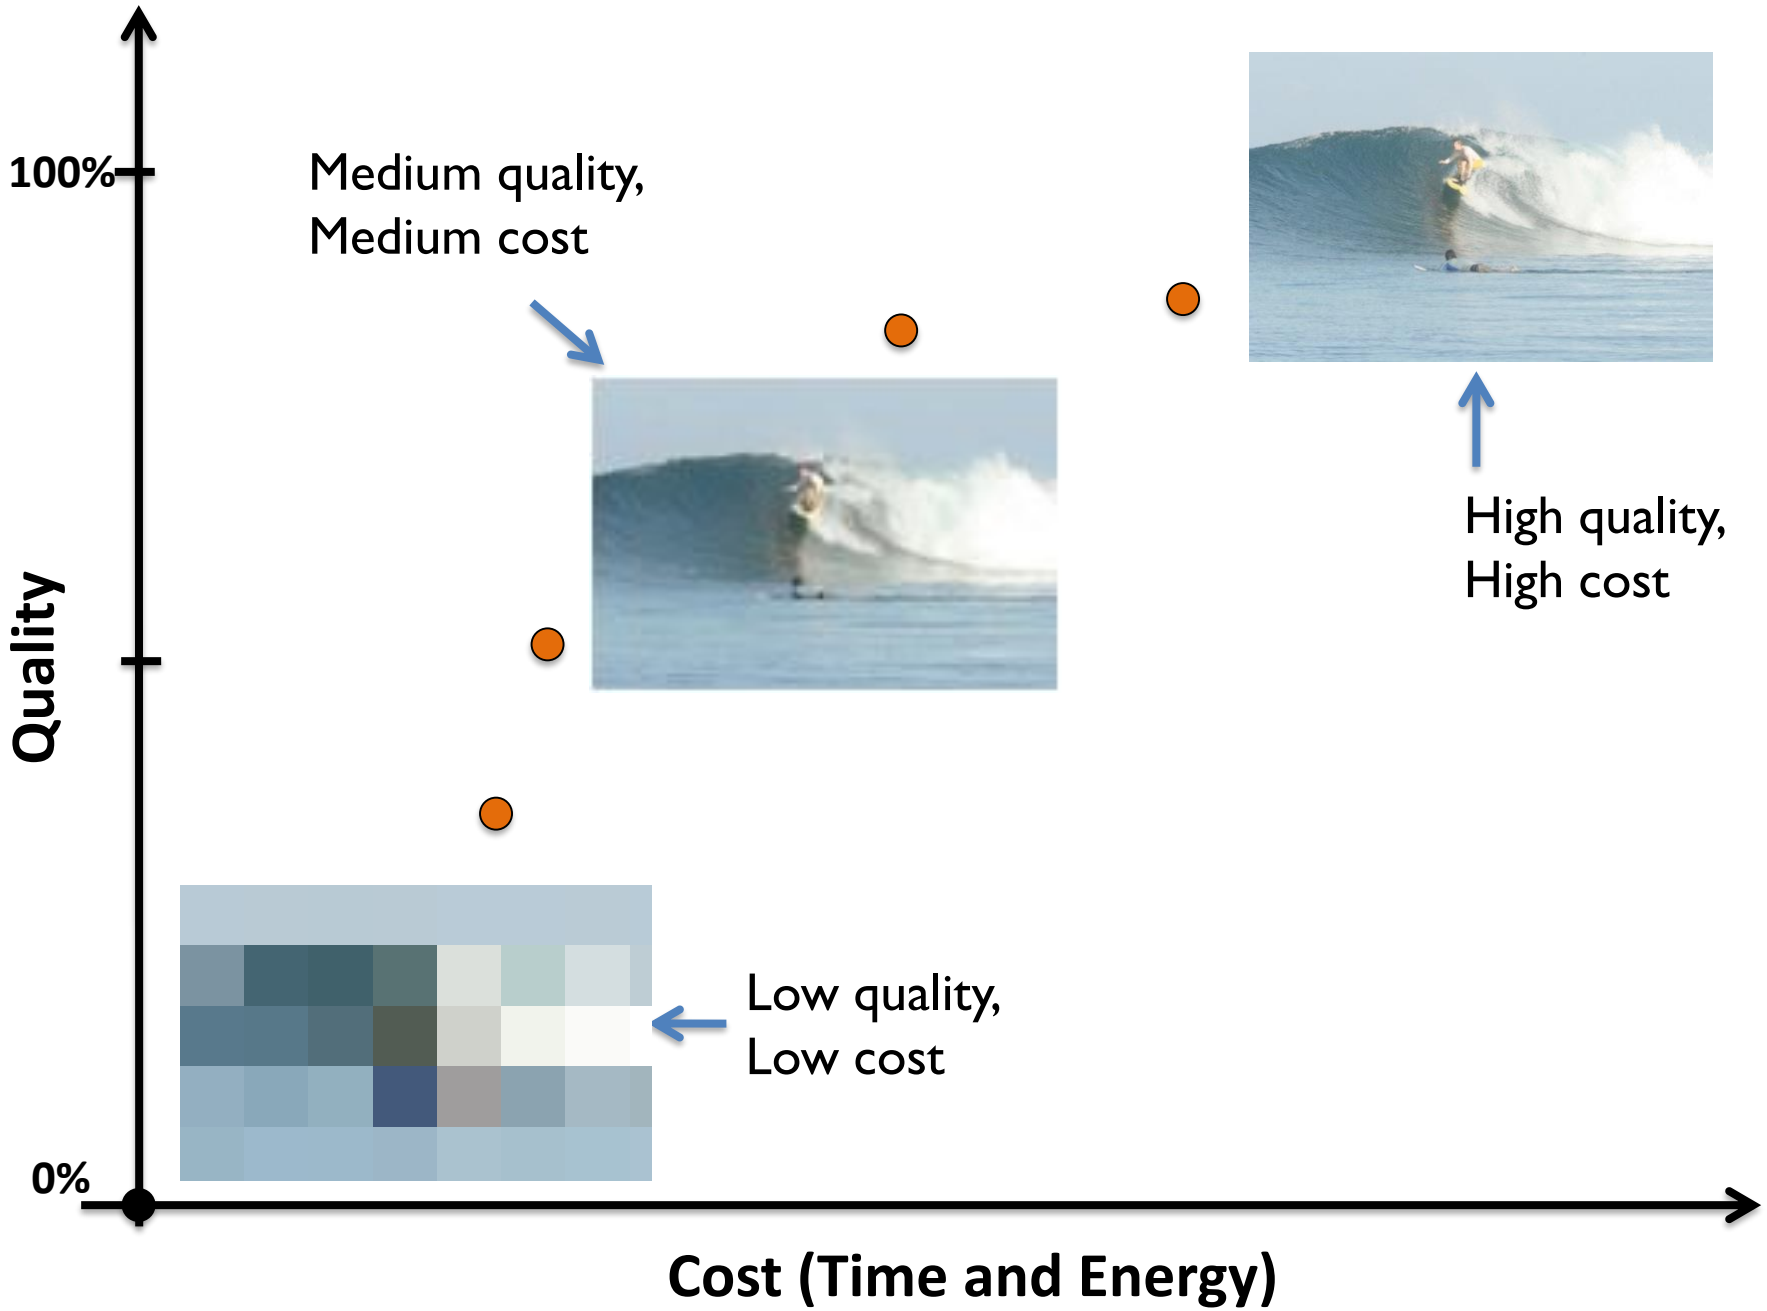 100%
Medium quality,
Medium cost
High quality,
High cost
Quality
Low quality,
Low cost
0%
Cost (Time and Energy)